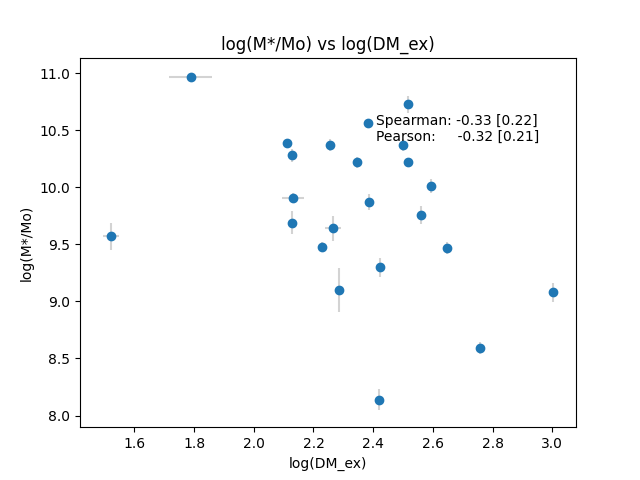 log(M*/Mo) vs log(DM_ex)
11.0
10.5
10.0
9.5
9.0
8.5
8.0
log(M*/Mo)
Spearman: -0.33 [0.22]
Pearson: -0.32 [0.21]
1.6 1.8 2.0 2.2 2.4 2.6 2.8 3.0
log(DM_ex)